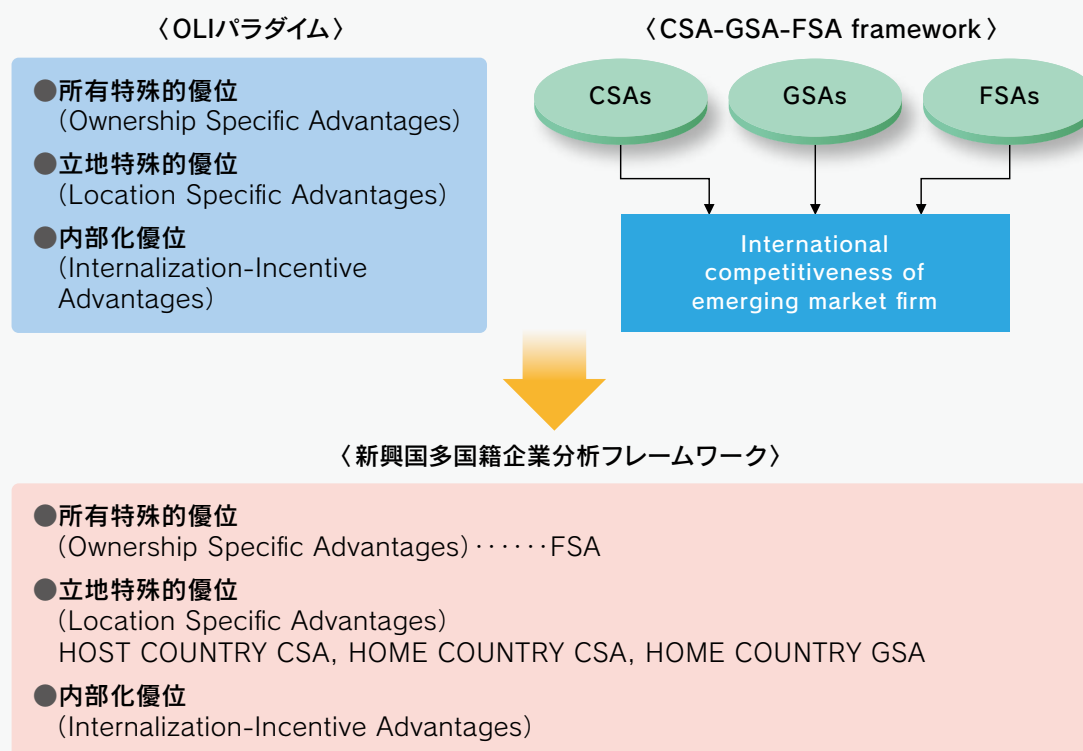 〈OLIパラダイム〉
●所有特殊的優位
(Ownership Specific Advantages)
●立地特殊的優位
(Location Specific Advantages)
●内部化優位
(Internalization-Incentive
Advantages)
〈CSA-GSA-FSA framework〉
CSAs
GSAs
FSAs
International
competitiveness of
emerging market firm
〈新興国多国籍企業分析フレームワーク〉
●所有特殊的優位
(Ownership Specific Advantages)······FSA
●立地特殊的優位
(Location Specific Advantages)
HOST COUNTRY CSA, HOME COUNTRY CSA, HOME COUNTRY GSA
●内部化優位
(Internalization-Incentive Advantages)